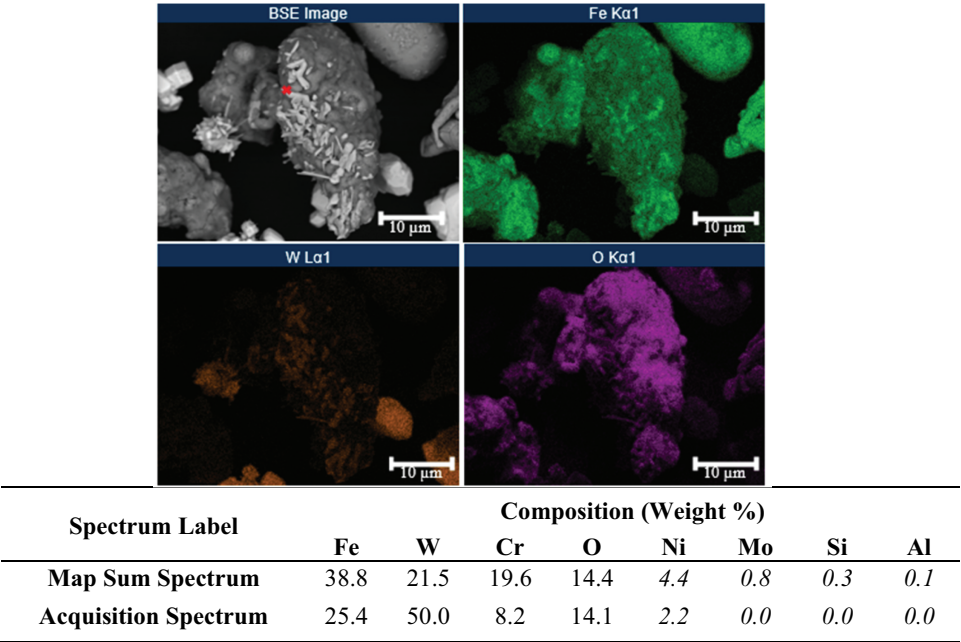 BSE Image
Fe Kα1
10 µm
10 µm
W Lα1
O Kα1
10 µm
10 µm
Spectrum Label
Composition (Weight %)
Fe W Cr O Ni Mo Si Al
Map Sum Spectrum 38.8 21.5 19.6 14.4 4.4 0.8 0.3 0.1
Acquisition Spectrum 25.4 50.0 8.2 14.1 2.2 0.0 0.0 0.0